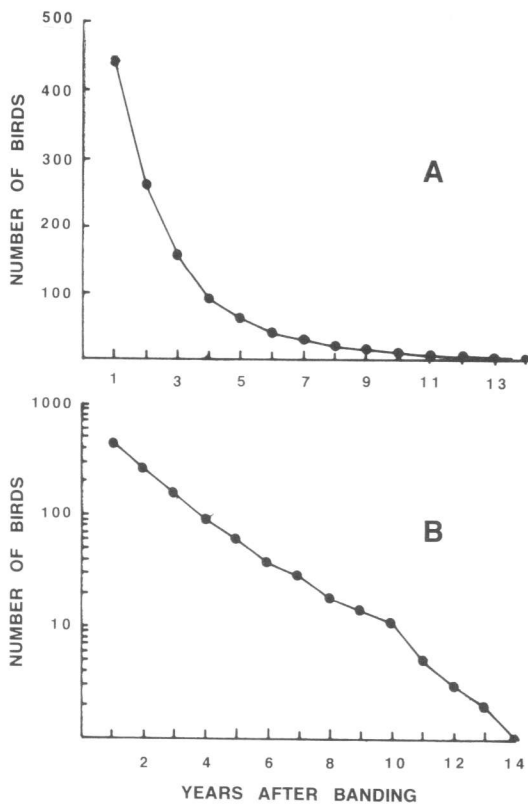 500
400
300
200
100
NUMBER OF BIRDS
A
1 3 5 7 9 11 13
1000
100
10
NUMBER OF BIRDS
B
2 4 6 8 10 12 14
YEARS AFTER BANDING